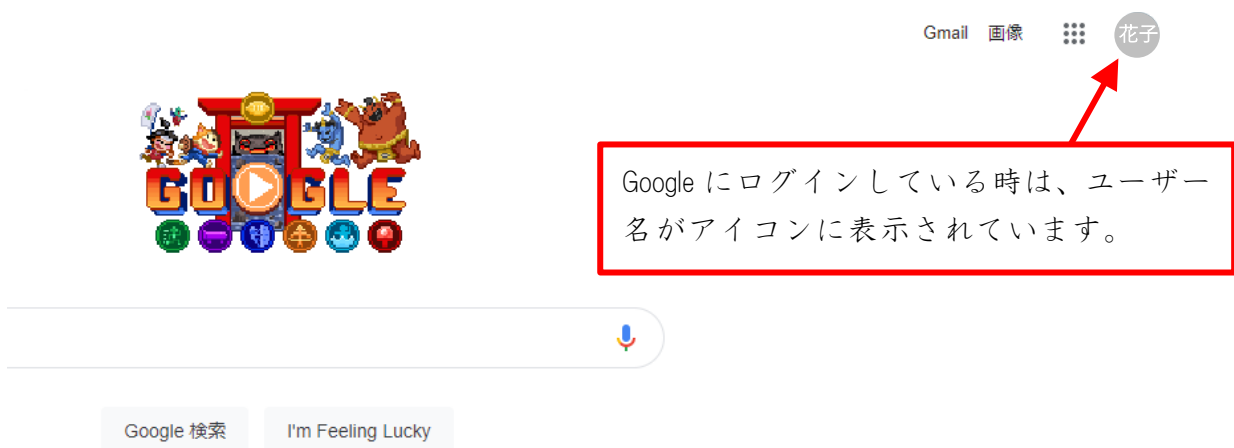 Gmail 画像 花子
GOOGLE
Google にログインしている時は、ユーザー
名がアイコンに表示されています。
Google 検索 I'm Feeling Lucky